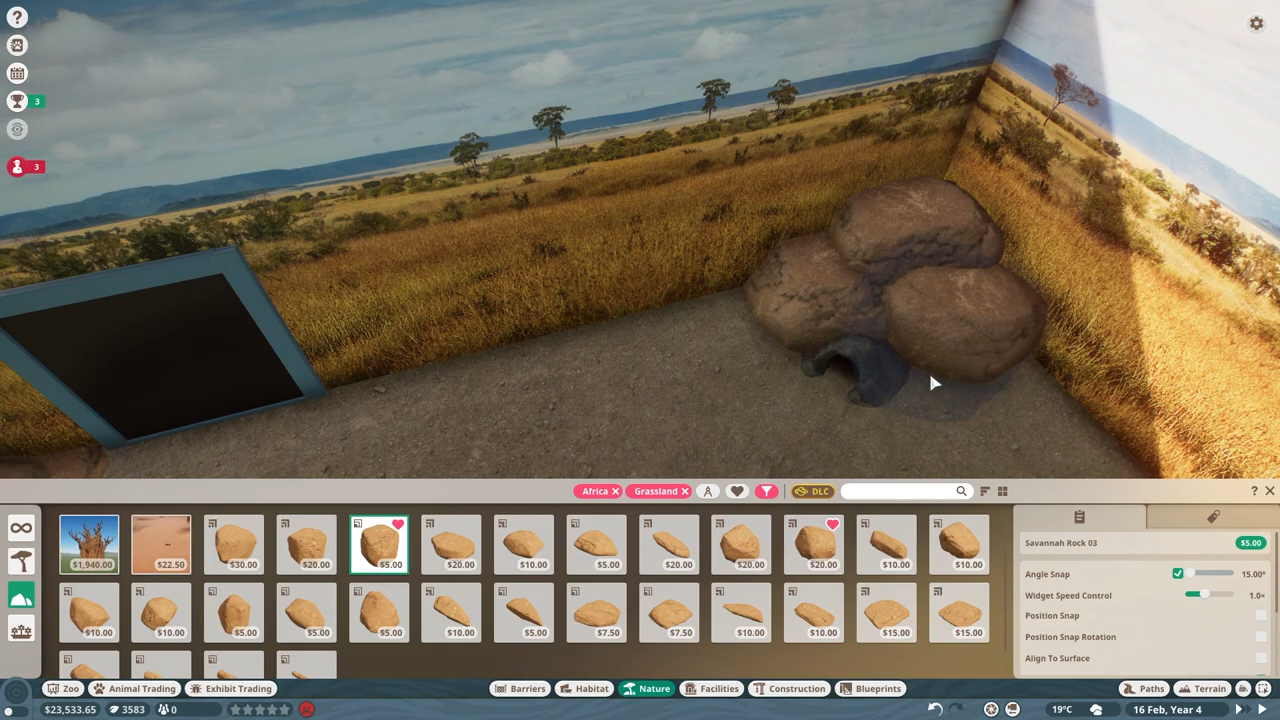 ?
3
3
Africa ✕
Grassland ✕
DLC
? ✕
$1,940.00
$22.50
$30.00
$20.00
$5.00
$20.00
$10.00
$5.00
$20.00
$20.00
$20.00
$10.00
$10.00
$10.00
$10.00
$5.00
$5.00
$5.00
$10.00
$5.00
$7.50
$7.50
$10.00
$10.00
$15.00
$15.00
Savannah Rock 03 $5.00
Angle Snap 15.00°
Widget Speed Control 1.0×
Position Snap
Position Snap Rotation
Align To Surface
Zoo Animal Trading Exhibit Trading Barriers Habitat Nature Facilities Construction Blueprints Paths Terrain
$23,533.65 3583 0 19°C 16 Feb, Year 4